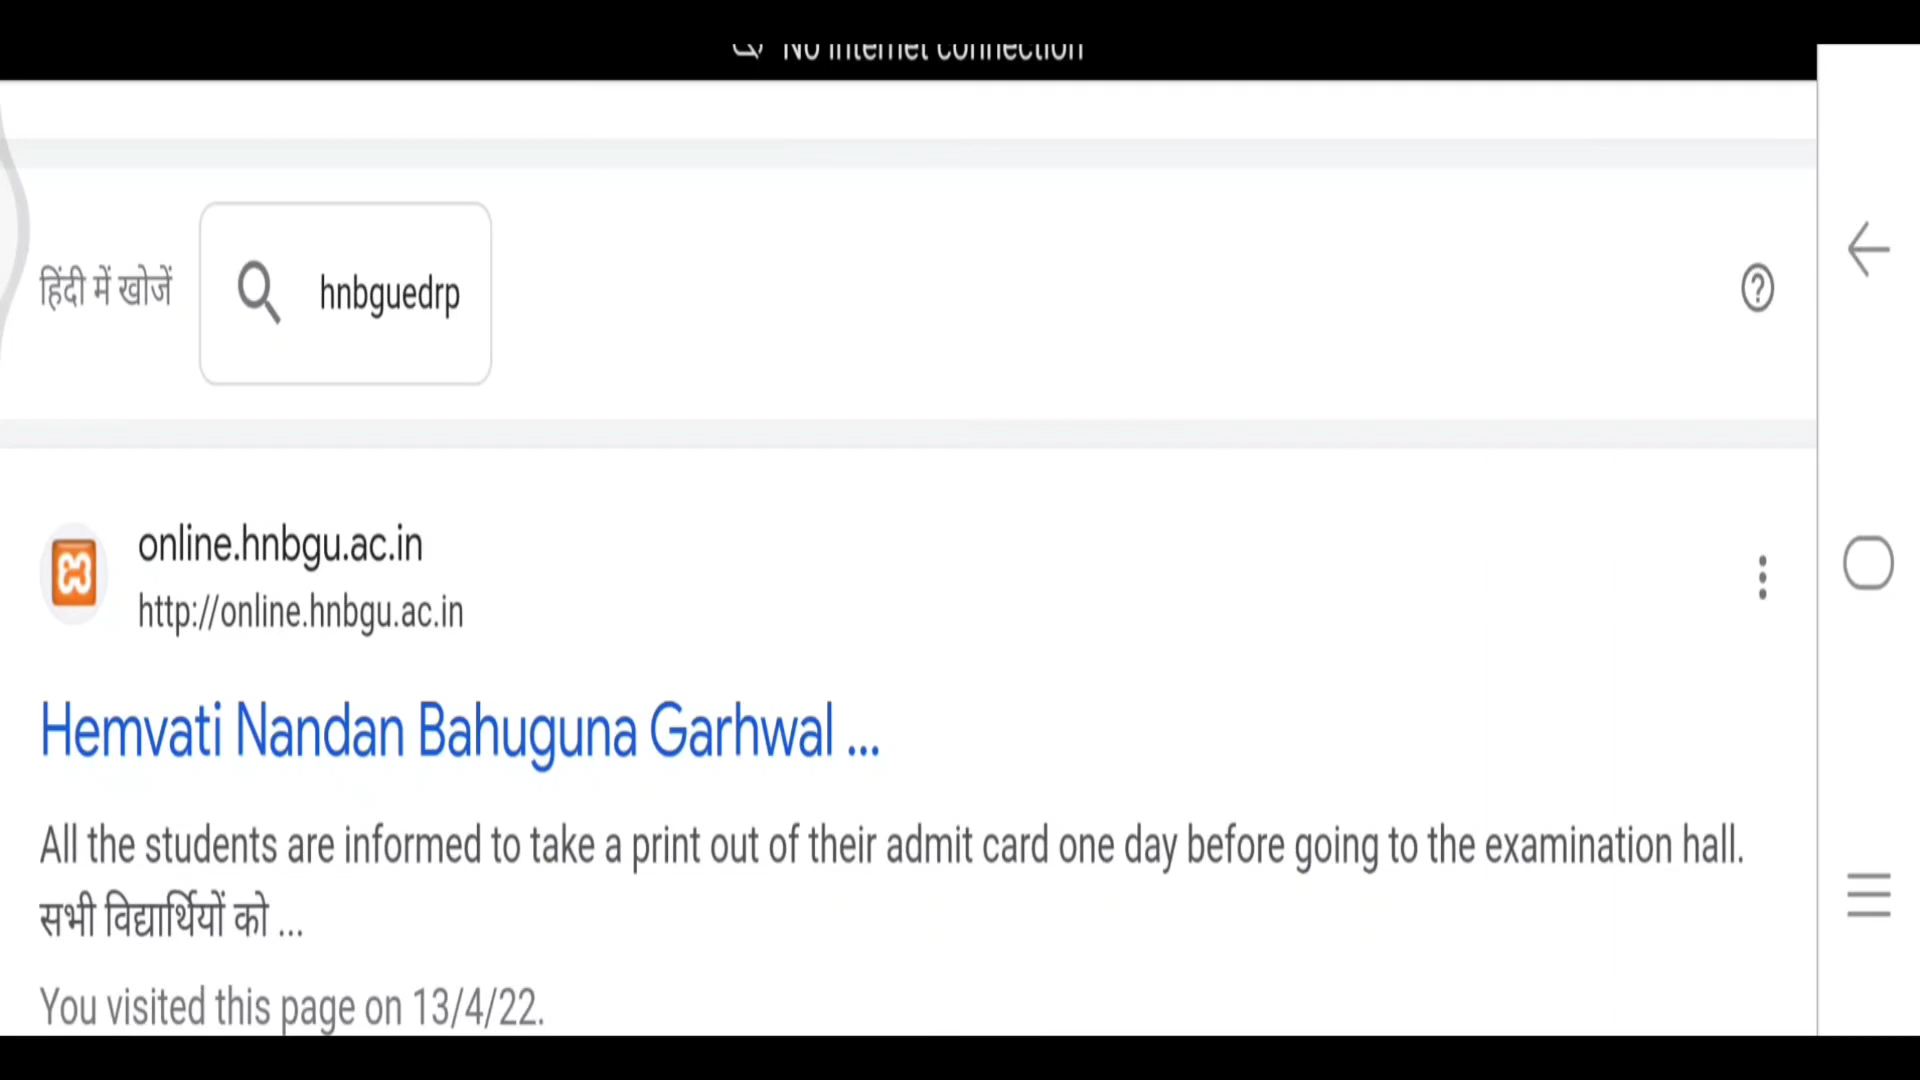 No internet connection
हिंदी में खोजें
hnbguedrp
online.hnbgu.ac.in
http://online.hnbgu.ac.in
Hemvati Nandan Bahuguna Garhwal ...
All the students are informed to take a print out of their admit card one day before going to the examination hall.
सभी विद्यार्थियों को ...
You visited this page on 13/4/22.